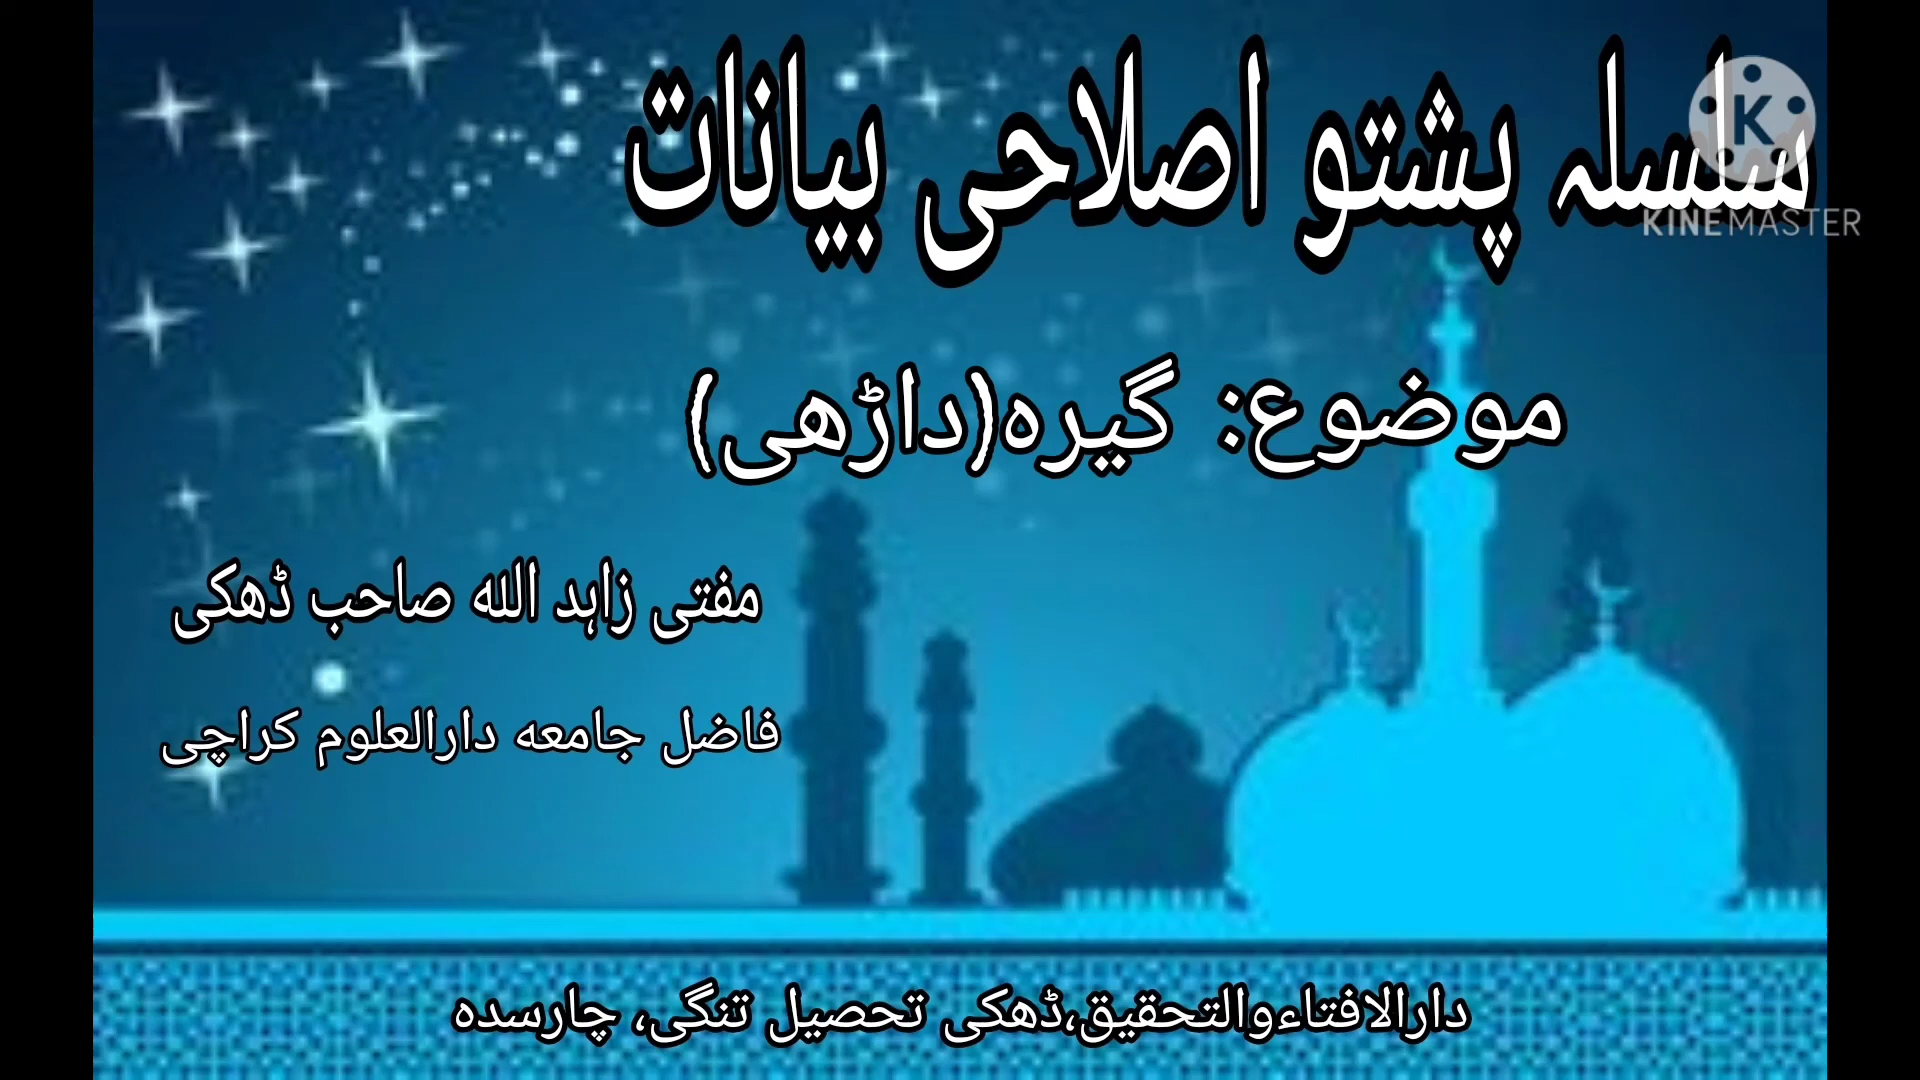 سلسلہ پشتو اصلاحی بیانات
KINEMASTER
موضوع: گیرہ(داڑھی)
مفتی زاہد اللہ صاحب ڈھکی
فاضل جامعہ دارالعلوم کراچی
دارالافتاءوالتحقیق،ڈھکی تحصیل تنگی، چارسدہ